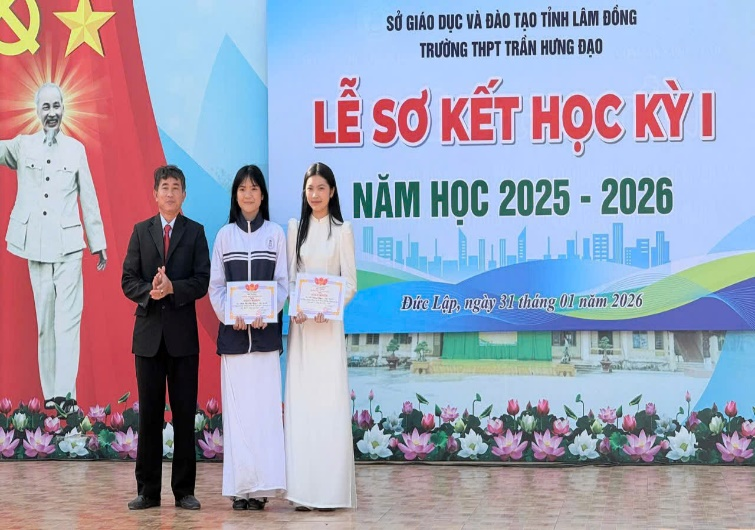 SỞ GIÁO DỤC VÀ ĐÀO TẠO TỈNH LÂM ĐỒNG
TRƯỜNG THPT TRẦN HƯNG ĐẠO
LỄ SƠ KẾT HỌC KỲ I
NĂM HỌC 2025 - 2026
Đức Lập, ngày 31 tháng 01 năm 2026